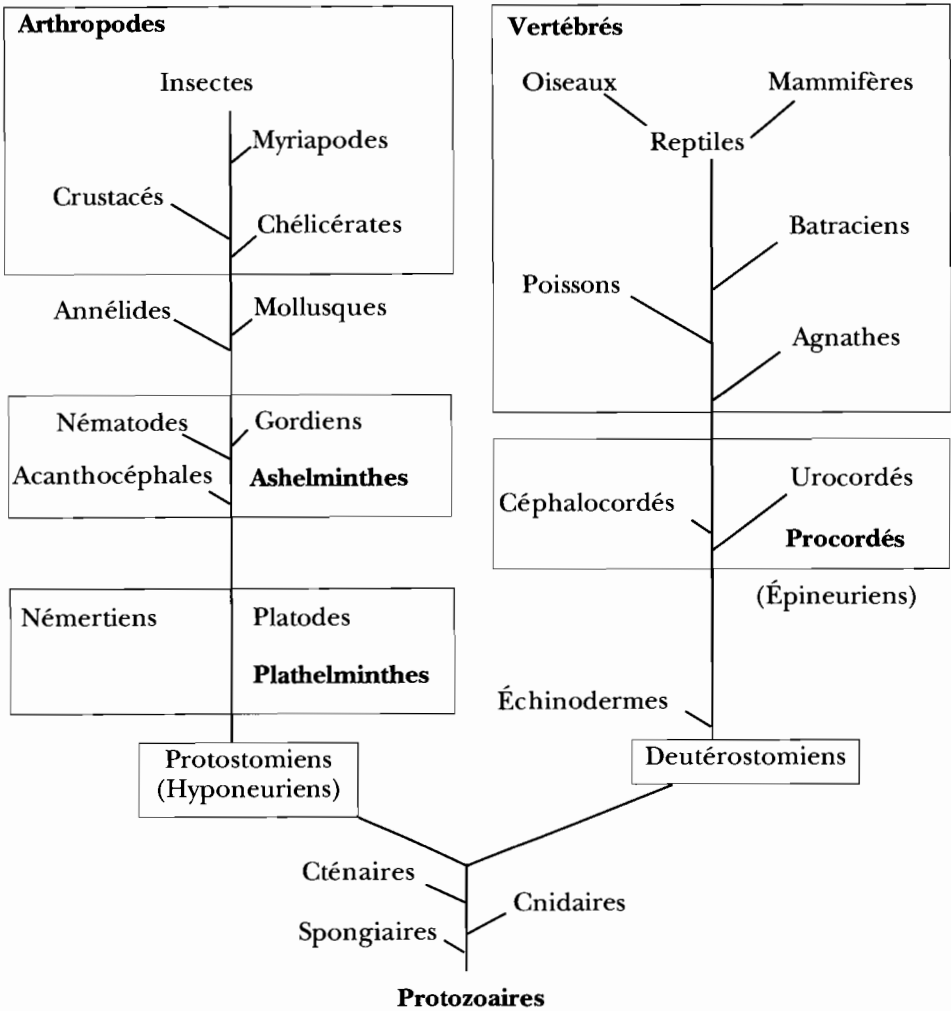 Arthropodes
Insectes
Myriapodes
Crustacés
Chélicérates
Annélides
Mollusques
Nématodes
Gordiens
Acanthocéphales
Ashelminthes
Némertiens
Platodes
Plathelminthes
Protostomiens
(Hyponeuriens)
Vertébrés
Oiseaux
Mammifères
Reptiles
Batraciens
Poissons
Agnathes
Céphalocordés
Urocordés
Procordés
(Épineuriens)
Échinodermes
Deutérostomiens
Cténaires
Cnidaires
Spongiaires
Protozoaires